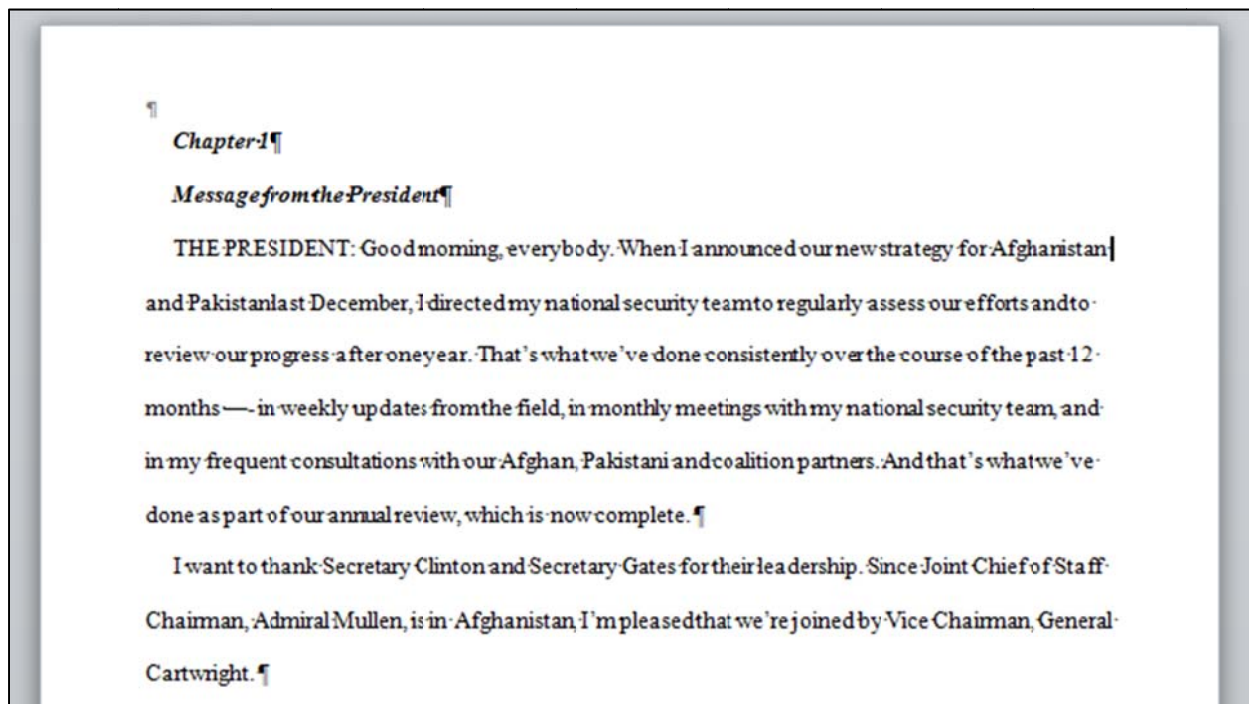 ¶
Chapter 1¶
Message from the President¶
THE PRESIDENT: Good morning, everybody. When I announced our new strategy for Afghanistan
and Pakistan last December, I directed my national security team to regularly assess our efforts and to
review our progress after one year. That’s what we’ve done consistently over the course of the past 12
months —- in weekly updates from the field, in monthly meetings with my national security team, and
in my frequent consultations with our Afghan, Pakistani and coalition partners. And that’s what we’ve
done as part of our annual review, which is now complete. ¶
I want to thank Secretary Clinton and Secretary Gates for their leadership. Since Joint Chief of Staff
Chairman, Admiral Mullen, is in Afghanistan, I’m pleased that we’re joined by Vice Chairman, General
Cartwright. ¶